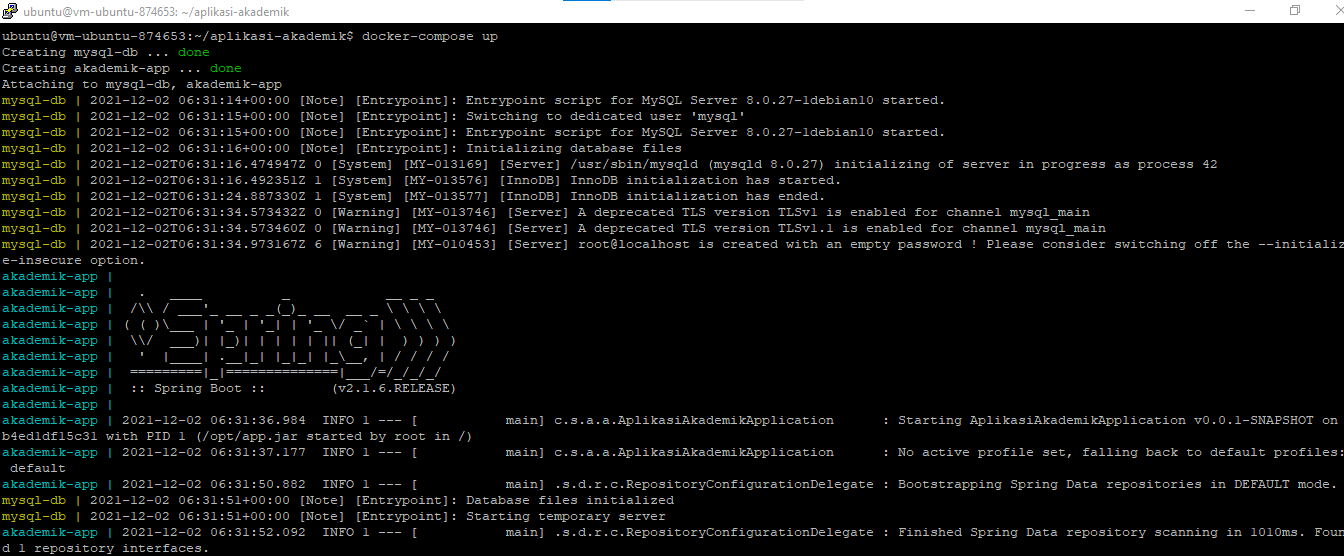 ubuntu@vm-ubuntu-874653: ~/aplikasi-akademik
ubuntu@vm-ubuntu-874653:~/aplikasi-akademik$ docker-compose up
Creating mysql-db ... done
Creating akademik-app ... done
Attaching to mysql-db, akademik-app
mysql-db | 2021-12-02 06:31:14+00:00 [Note] [Entrypoint]: Entrypoint script for MySQL Server 8.0.27-1debian10 started.
mysql-db | 2021-12-02 06:31:15+00:00 [Note] [Entrypoint]: Switching to dedicated user 'mysql'
mysql-db | 2021-12-02 06:31:15+00:00 [Note] [Entrypoint]: Entrypoint script for MySQL Server 8.0.27-1debian10 started.
mysql-db | 2021-12-02 06:31:16+00:00 [Note] [Entrypoint]: Initializing database files
mysql-db | 2021-12-02T06:31:16.474947Z 0 [System] [MY-013169] [Server] /usr/sbin/mysqld (mysqld 8.0.27) initializing of server in progress as process 42
mysql-db | 2021-12-02T06:31:16.492351Z 1 [System] [MY-013576] [InnoDB] InnoDB initialization has started.
mysql-db | 2021-12-02T06:31:24.887330Z 1 [System] [MY-013577] [InnoDB] InnoDB initialization has ended.
mysql-db | 2021-12-02T06:31:34.573432Z 0 [Warning] [MY-013746] [Server] A deprecated TLS version TLSv1 is enabled for channel mysql_main
mysql-db | 2021-12-02T06:31:34.573460Z 0 [Warning] [MY-013746] [Server] A deprecated TLS version TLSv1.1 is enabled for channel mysql_main
mysql-db | 2021-12-02T06:31:34.973167Z 6 [Warning] [MY-010453] [Server] root@localhost is created with an empty password ! Please consider switching off the --initializ
e-insecure option.
akademik-app |
akademik-app |   .   ____          _            __ _ _
akademik-app |  /\\ / ___'_ __ _ _(_)_ __  __ _ \ \ \ \
akademik-app | ( ( )\___ | '_ | '_| | '_ \/ _` | \ \ \ \
akademik-app |  \\/  ___)| |_)| | | | | || (_| |  ) ) ) )
akademik-app |   '  |____| .__|_| |_|_| |_\__, | / / / /
akademik-app |  =========|_|==============|___/=/_/_/_/
akademik-app |  :: Spring Boot ::        (v2.1.6.RELEASE)
akademik-app |
akademik-app | 2021-12-02 06:31:36.984  INFO 1 --- [           main] c.s.a.a.AplikasiAkademikApplication      : Starting AplikasiAkademikApplication v0.0.1-SNAPSHOT on
b4ed1df15c31 with PID 1 (/opt/app.jar started by root in /)
akademik-app | 2021-12-02 06:31:37.177  INFO 1 --- [           main] c.s.a.a.AplikasiAkademikApplication      : No active profile set, falling back to default profiles:
 default
akademik-app | 2021-12-02 06:31:50.882  INFO 1 --- [           main] .s.d.r.c.RepositoryConfigurationDelegate : Bootstrapping Spring Data repositories in DEFAULT mode.
mysql-db | 2021-12-02 06:31:51+00:00 [Note] [Entrypoint]: Database files initialized
mysql-db | 2021-12-02 06:31:51+00:00 [Note] [Entrypoint]: Starting temporary server
akademik-app | 2021-12-02 06:31:52.092  INFO 1 --- [           main] .s.d.r.c.RepositoryConfigurationDelegate : Finished Spring Data repository scanning in 1010ms. Foun
d 1 repository interfaces.